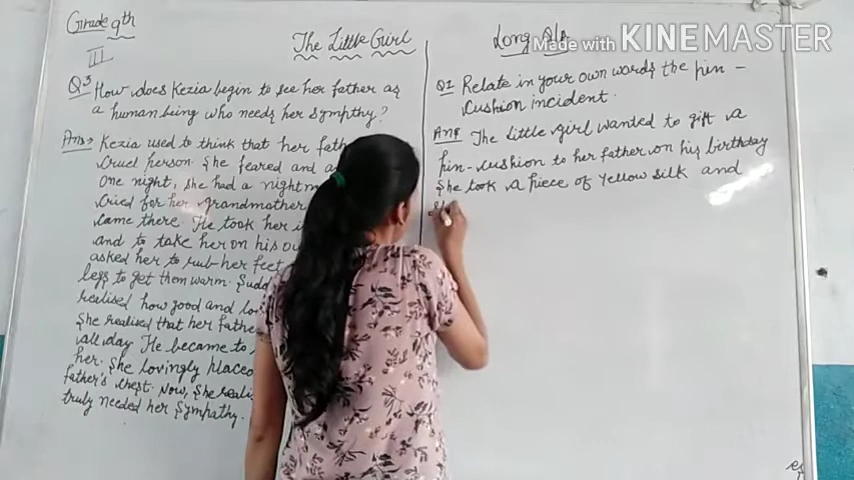 Grade 9th
III
The Little Girl
Q3 How does Kezia begin to see her father as
a human being who needs her sympthy?
Ans→ Kezia used to think that her fath
cruel person. She feared and a
One night, she had a nightm
cried for her grandmother
came there. He took her i
and to take her on his ow
asked her to rub her feet
legs to get them warm. Sudd
realised how good and lo
She realised that her fathe
all day He became to
her. She lovingly placed
father's chest. Now, she reali
truly needed her sympathy.
Long Q/A
Made with KINEMASTER
Q1 Relate in your own words the pin-
cushion incident.
Ans The little girl wanted to gift a
pin-cushion to her father on his birthday
She took a piece of yellow silk and